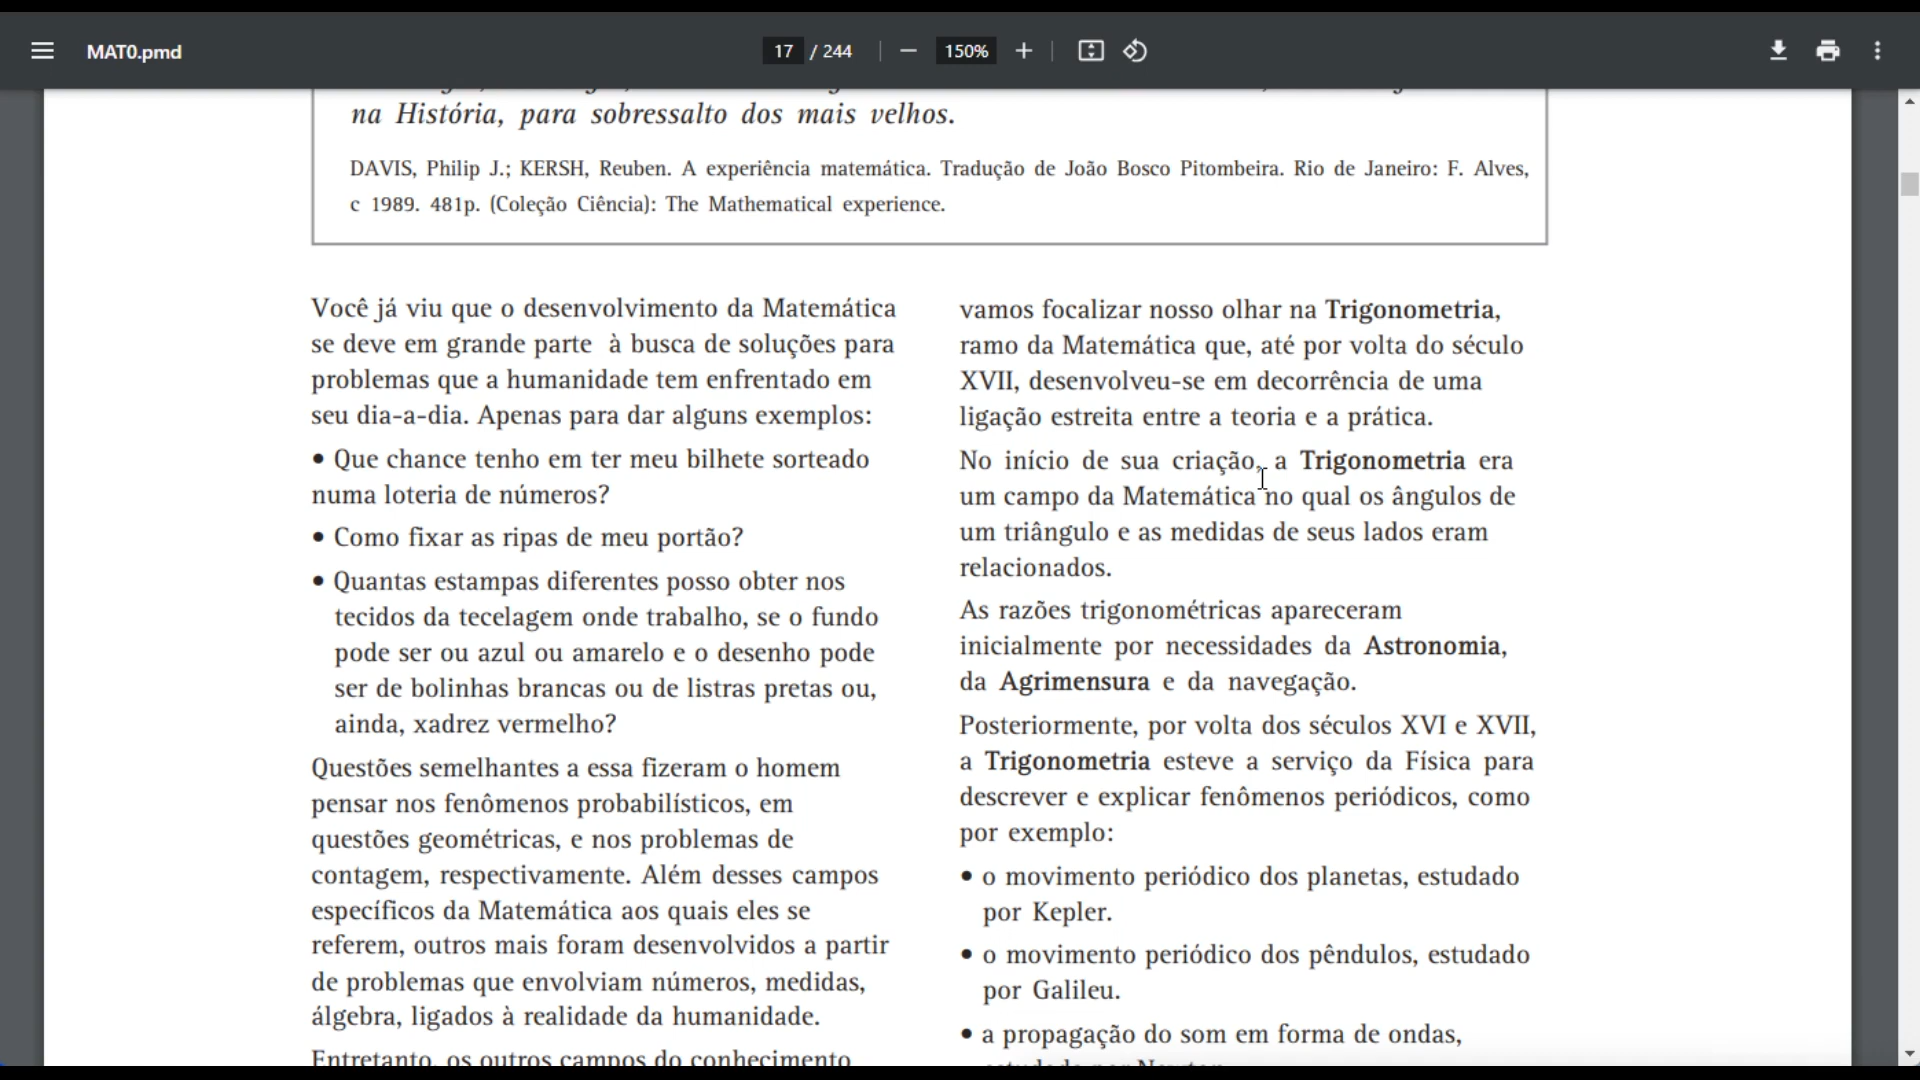 MAT0.pmd
17 / 244
150%
na História, para sobressalto dos mais velhos.
DAVIS, Philip J.; KERSH, Reuben. A experiência matemática. Tradução de João Bosco Pitombeira. Rio de Janeiro: F. Alves,
c 1989. 481p. (Coleção Ciência): The Mathematical experience.
Você já viu que o desenvolvimento da Matemática
se deve em grande parte à busca de soluções para
problemas que a humanidade tem enfrentado em
seu dia-a-dia. Apenas para dar alguns exemplos:
• Que chance tenho em ter meu bilhete sorteado
numa loteria de números?
• Como fixar as ripas de meu portão?
• Quantas estampas diferentes posso obter nos
tecidos da tecelagem onde trabalho, se o fundo
pode ser ou azul ou amarelo e o desenho pode
ser de bolinhas brancas ou de listras pretas ou,
ainda, xadrez vermelho?
Questões semelhantes a essa fizeram o homem
pensar nos fenômenos probabilísticos, em
questões geométricas, e nos problemas de
contagem, respectivamente. Além desses campos
específicos da Matemática aos quais eles se
referem, outros mais foram desenvolvidos a partir
de problemas que envolviam números, medidas,
álgebra, ligados à realidade da humanidade.
Entretanto, os outros campos do conhecimento
vamos focalizar nosso olhar na Trigonometria,
ramo da Matemática que, até por volta do século
XVII, desenvolveu-se em decorrência de uma
ligação estreita entre a teoria e a prática.
No início de sua criação, a Trigonometria era
um campo da Matemática no qual os ângulos de
um triângulo e as medidas de seus lados eram
relacionados.
As razões trigonométricas apareceram
inicialmente por necessidades da Astronomia,
da Agrimensura e da navegação.
Posteriormente, por volta dos séculos XVI e XVII,
a Trigonometria esteve a serviço da Física para
descrever e explicar fenômenos periódicos, como
por exemplo:
• o movimento periódico dos planetas, estudado
por Kepler.
• o movimento periódico dos pêndulos, estudado
por Galileu.
• a propagação do som em forma de ondas,